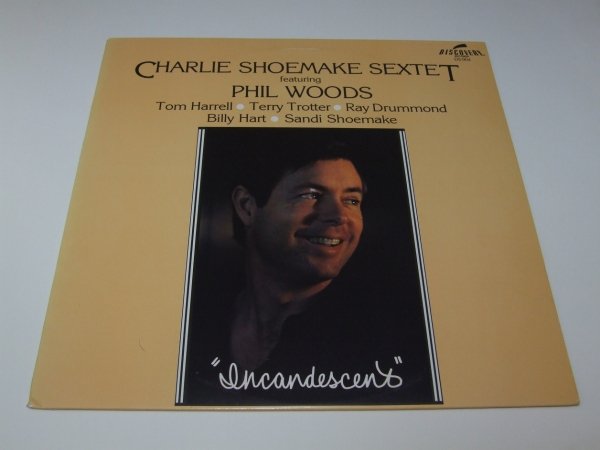 DISCOVERY
CHARLIE SHOEMAKE SEXTET
featuring
PHIL WOODS
Tom Harrell • Terry Trotter • Ray Drummond
Billy Hart • Sandi Shoemake
"Incandescent"